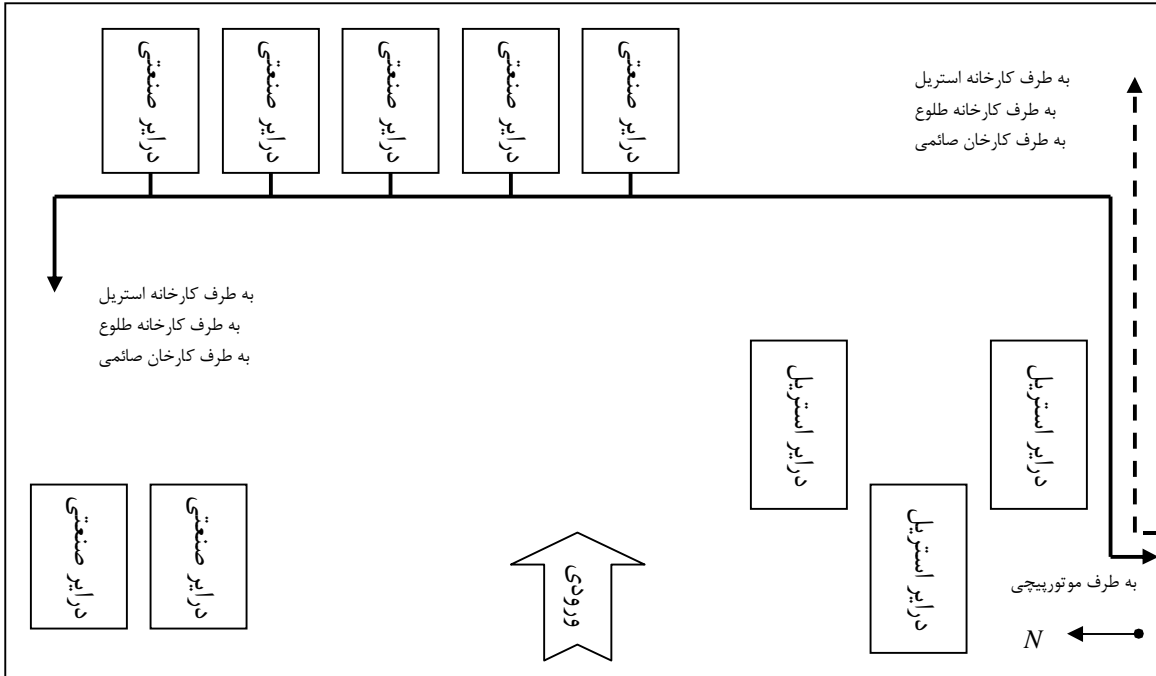 درایر صنعتی
درایر صنعتی
درایر صنعتی
درایر صنعتی
درایر صنعتی
به طرف کارخانه استریل
به طرف کارخانه طلوع
به طرف کارخان صائمی
به طرف کارخانه استریل
به طرف کارخانه طلوع
به طرف کارخان صائمی
درایر استریل
درایر استریل
درایر استریل
درایر صنعتی
درایر صنعتی
ورودی
به طرف موتورپیچی
N